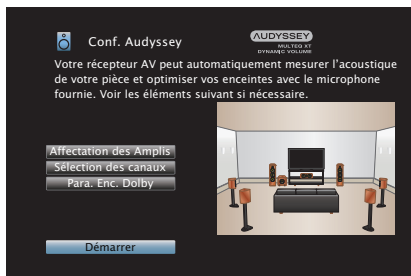 Conf. Audyssey
AUDYSSEY
MULTEQ XT
DYNAMIC VOLUME
Votre récepteur AV peut automatiquement mesurer l'acoustique
de votre pièce et optimiser vos enceintes avec le microphone
fournie. Voir les éléments suivant si nécessaire.
Affectation des Amplis
Sélection des canaux
Para. Enc. Dolby
Démarrer